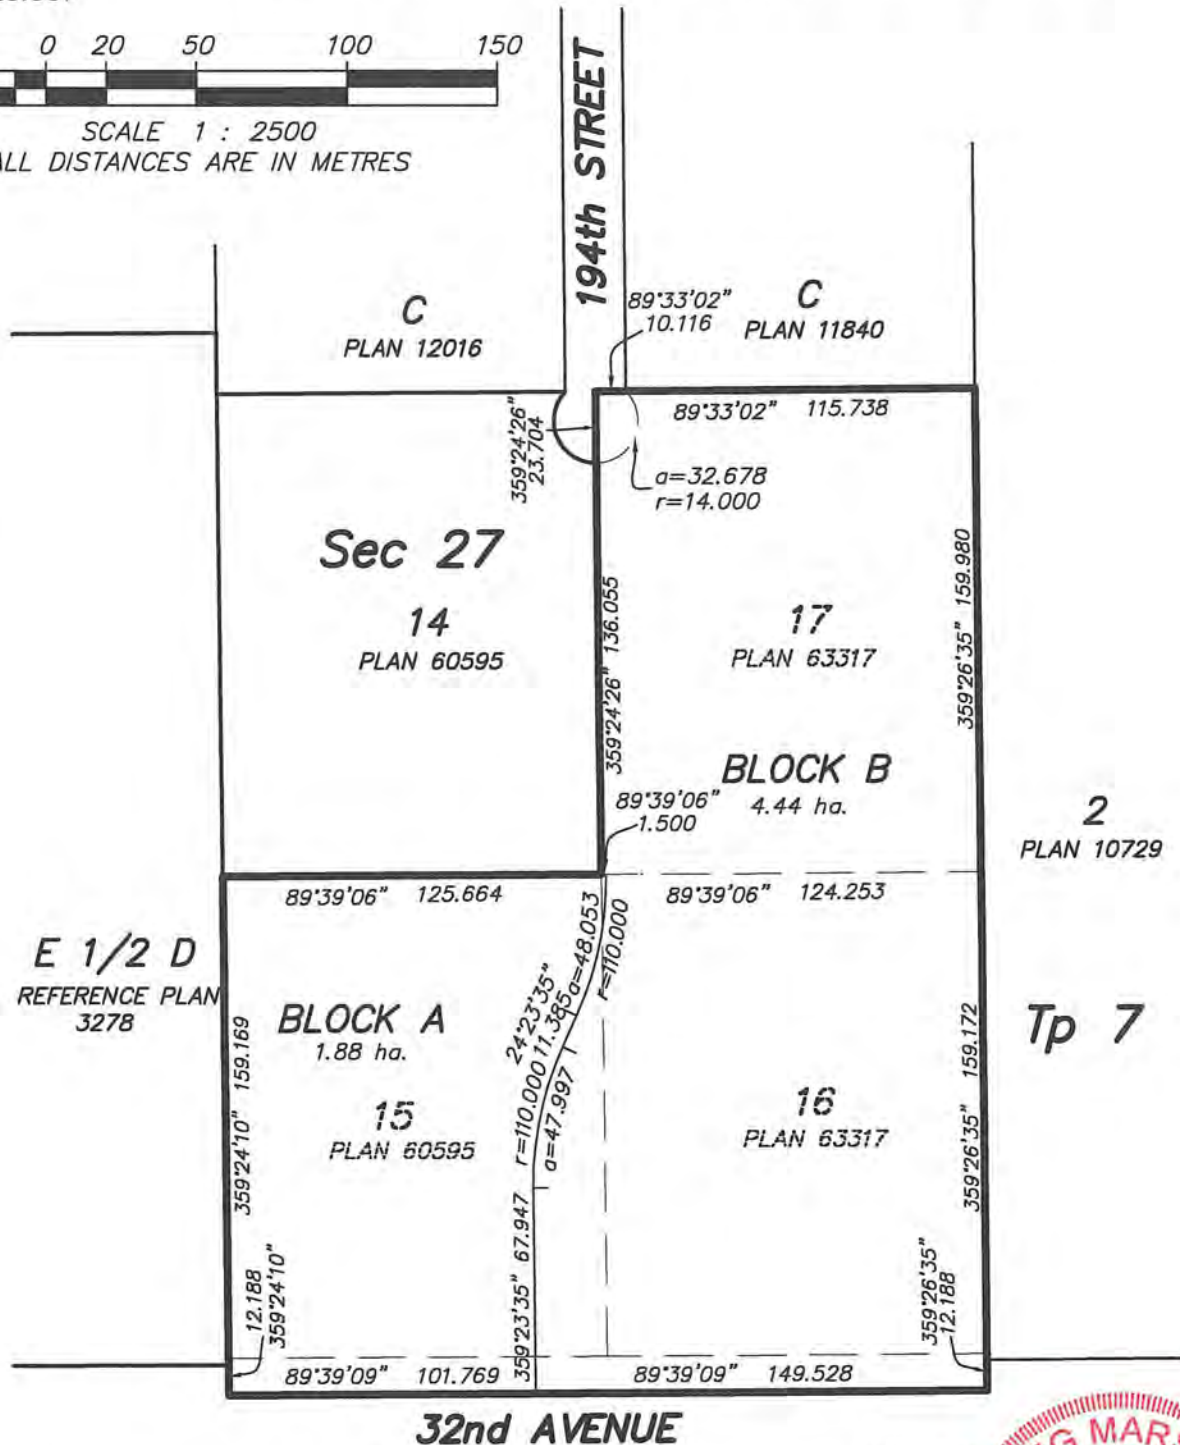 0 20 50 100 150
SCALE 1 : 2500
ALL DISTANCES ARE IN METRES
194th STREET
C
PLAN 12016
89°33'02"
10.116
C
PLAN 11840
359°24'26"
23.704
89°33'02" 115.738
a=32.678
r=14.000
Sec 27
14
PLAN 60595
359°24'26" 136.055
17
PLAN 63317
359°26'35" 159.980
BLOCK B
4.44 ha.
89°39'06"
1.500
2
PLAN 10729
89°39'06" 125.664
89°39'06" 124.253
E 1/2 D
REFERENCE PLAN
3278
BLOCK A
1.88 ha.
359°24'10" 159.169
15
PLAN 60595
a=48.053
r=110.000
24°23'35"
11.385
r=110.000
a=47.997
16
PLAN 63317
359°26'35" 159.172
Tp 7
359°23'35" 67.947
12.188
359°24'10"
359°26'35"
12.188
89°39'09" 101.769
89°39'09" 149.528
32nd AVENUE